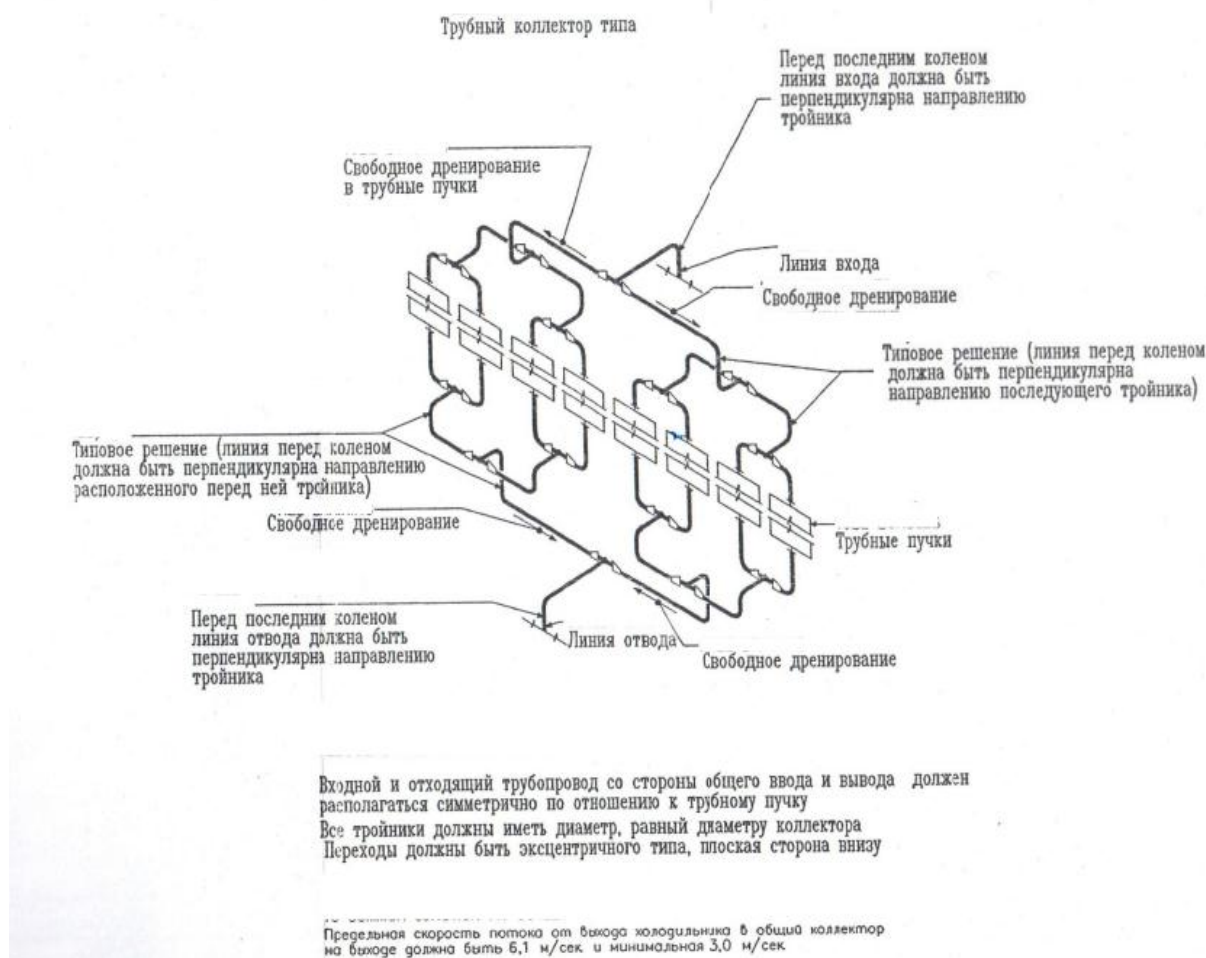 Трубный коллектор типа
Перед последним коленом
линия входа должна быть
перпендикулярна направлению
тройника
Свободное дренирование
в трубные пучки
Линия входа
Свободное дренирование
Типовое решение (линия перед коленом
должна быть перпендикулярна
направлению последующего тройника)
Типовое решение (линия перед коленом
должна быть перпендикулярна направлению
расположенного перед ней тройника)
Свободное дренирование
Трубные пучки
Перед последним коленом
линия отвода должна быть
перпендикулярна направлению
тройника
Линия отвода
Свободное дренирование
Входной и отходящий трубопровод со стороны общего ввода и вывода должен
располагаться симметрично по отношению к трубному пучку
Все тройники должны иметь диаметр, равный диаметру коллектора
Переходы должны быть эксцентричного типа, плоская сторона внизу
Предельная скорость потока от выхода холодильника в общий коллектор
на выходе должна быть 6,1 м/сек и минимальная 3,0 м/сек